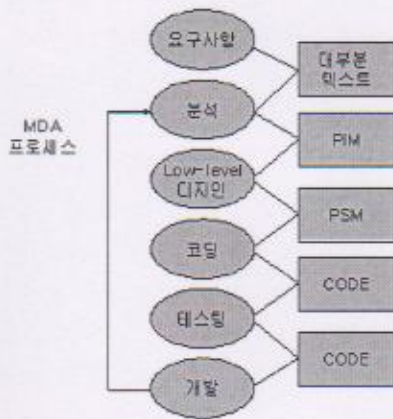 요구사항
대부분
텍스트
MDA
프로세스
분석
PIM
Low-level
디자인
PSM
코딩
CODE
테스팅
CODE
개발